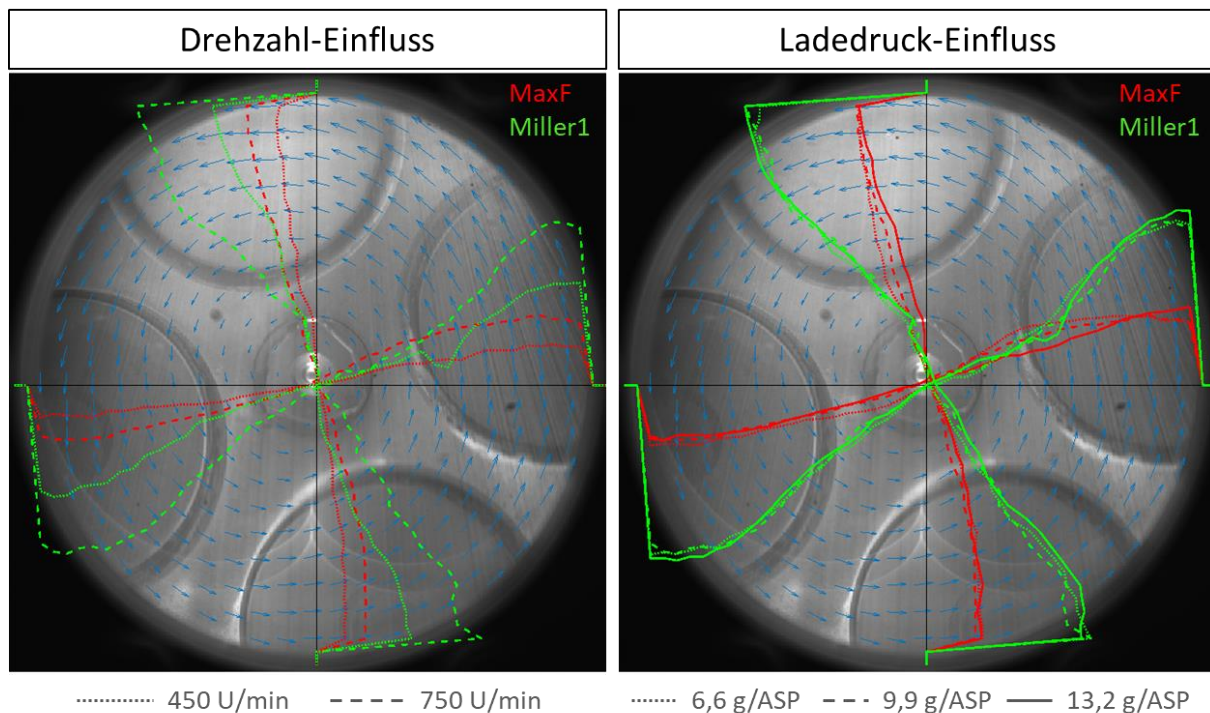 Drehzahl-Einfluss
Ladedruck-Einfluss
MaxF
Miller1
MaxF
Miller1
450 U/min 750 U/min
6,6 g/ASP 9,9 g/ASP 13,2 g/ASP